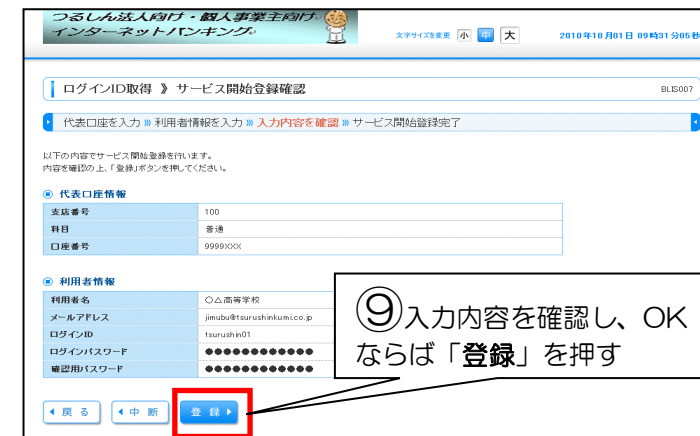 つるしん法人向け・個人事業主向け
インターネットバンキング
文字サイズを変更 小 中 大
2010年10月01日 09時31分05秒
ログインID取得 》 サービス開始登録確認
BLIS007
代表口座を入力 » 利用者情報を入力 » 入力内容を確認 » サービス開始登録完了
以下の内容でサービス開始登録を行います。
内容を確認の上、「登録」ボタンを押してください。
代表口座情報
支店番号 100
科目 普通
口座番号 9999XXX
利用者情報
利用者名 〇△高等学校
メールアドレス jimubu@tsurushinkumi.co.jp
ログインID tsurushin01
ログインパスワード ●●●●●●●●●●●●
確認用パスワード ●●●●●●●●●●●●
⑨入力内容を確認し、OK
ならば「登録」を押す
戻る 中断 登録